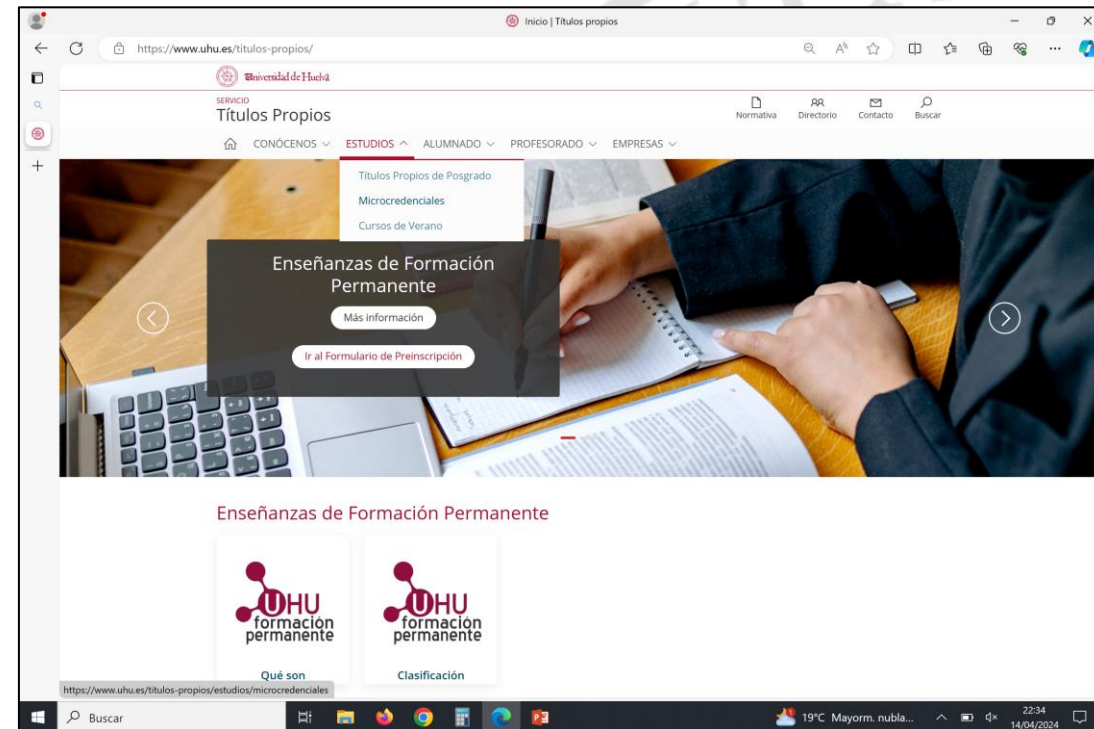 Inicio | Títulos propios
https://www.uhu.es/titulos-propios/
Universidad de Huelva
SERVICIO
Títulos Propios
Normativa Directorio Contacto Buscar
CONÓCENOS ESTUDIOS ALUMNADO PROFESORADO EMPRESAS
Títulos Propios de Posgrado
Microcredenciales
Cursos de Verano
Enseñanzas de Formación
Permanente
Más información
Ir al Formulario de Preinscripción
Enseñanzas de Formación Permanente
UHU
formación
permanente
Qué son
UHU
formación
permanente
Clasificación
https://www.uhu.es/titulos-propios/estudios/microcredenciales
Buscar
19°C Mayorm. nubla...
22:34
14/04/2024